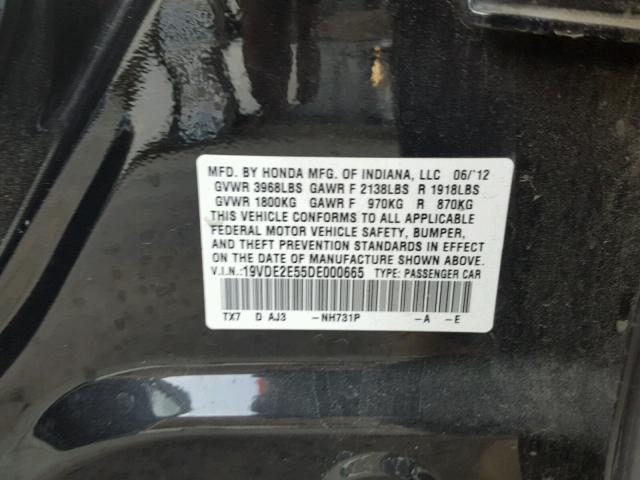 MFD. BY HONDA MFG. OF INDIANA, LLC 06/'12
GVWR 3968LBS GAWR F 2138LBS R 1918LBS
GVWR 1800KG GAWR F 970KG R 870KG
THIS VEHICLE CONFORMS TO ALL APPLICABLE
FEDERAL MOTOR VEHICLE SAFETY, BUMPER,
AND THEFT PREVENTION STANDARDS IN EFFECT
ON THE DATE OF MANUFACTURE SHOWN ABOVE.
V.I.N.:19VDE2E55DE000665 TYPE: PASSENGER CAR
TX7 D AJ3 -NH731P -A -E